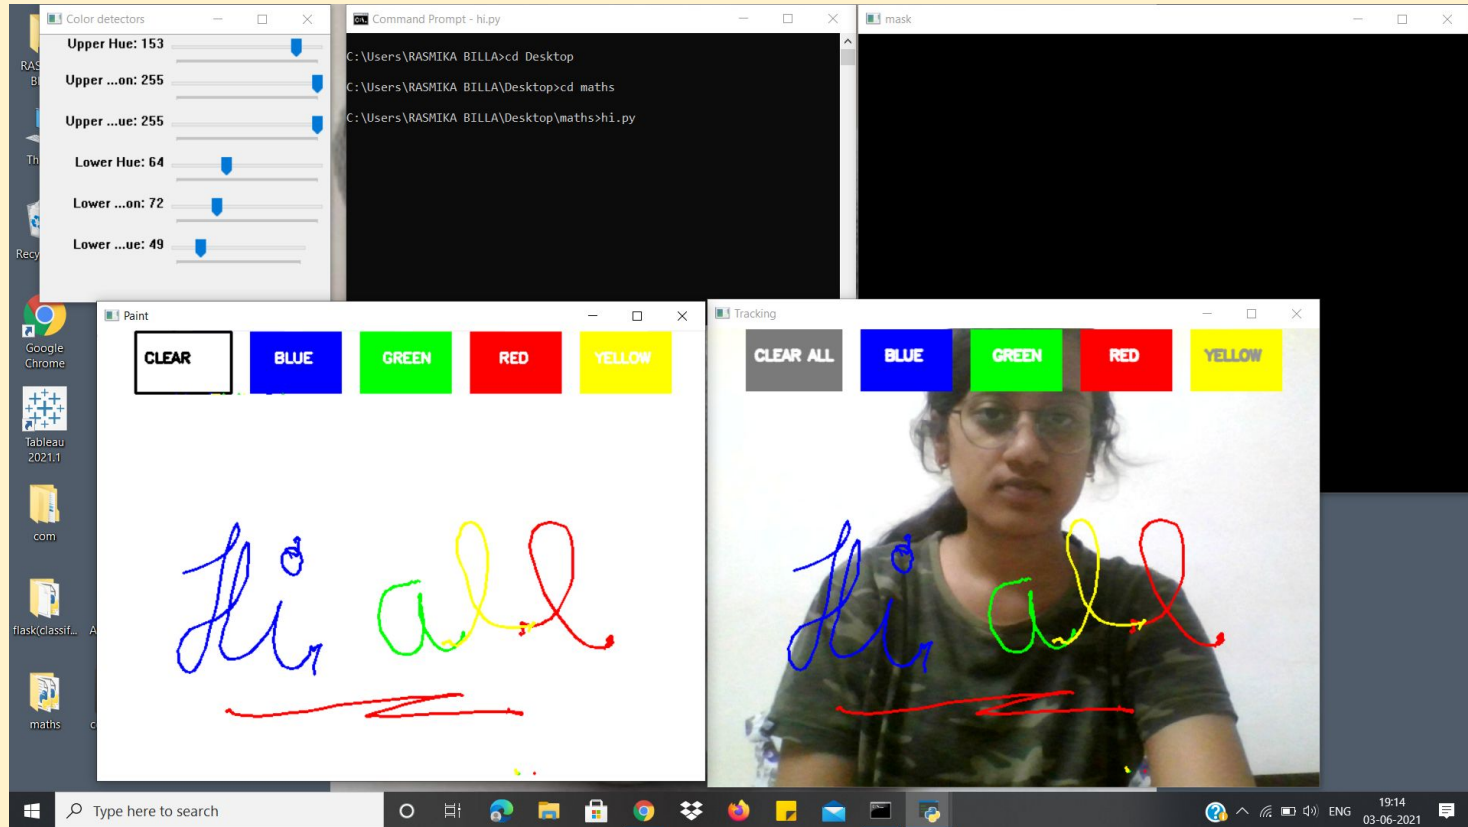 Color detectors
Upper Hue: 153
Upper ...on: 255
Upper ...ue: 255
Lower Hue: 64
Lower ...on: 72
Lower ...ue: 49
Command Prompt - hi.py
C:\Users\RASMIKA BILLA>cd Desktop
C:\Users\RASMIKA BILLA\Desktop>cd maths
C:\Users\RASMIKA BILLA\Desktop\maths>hi.py
mask
Recy
Google
Chrome
Tableau
2021.1
com
flask(classif...
maths
Paint
CLEAR BLUE GREEN RED YELLOW
Hi, all
Tracking
CLEAR ALL BLUE GREEN RED YELLOW
Hi, all
Type here to search
ENG
19:14
03-06-2021